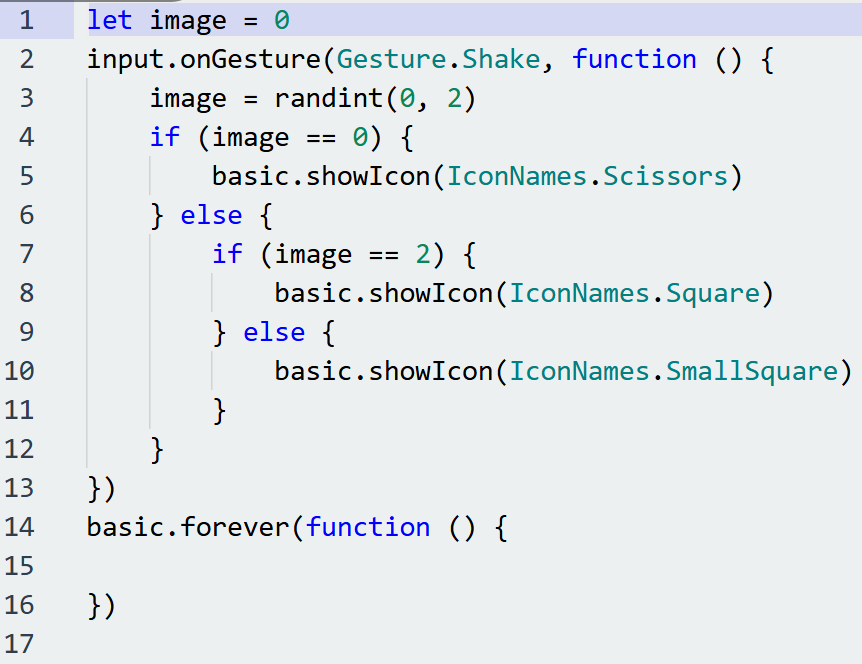 1 let image = 0
2 input.onGesture(Gesture.Shake, function () {
3     image = randint(0, 2)
4     if (image == 0) {
5         basic.showIcon(IconNames.Scissors)
6     } else {
7         if (image == 2) {
8             basic.showIcon(IconNames.Square)
9         } else {
10             basic.showIcon(IconNames.SmallSquare)
11         }
12     }
13 })
14 basic.forever(function () {
15
16 })
17